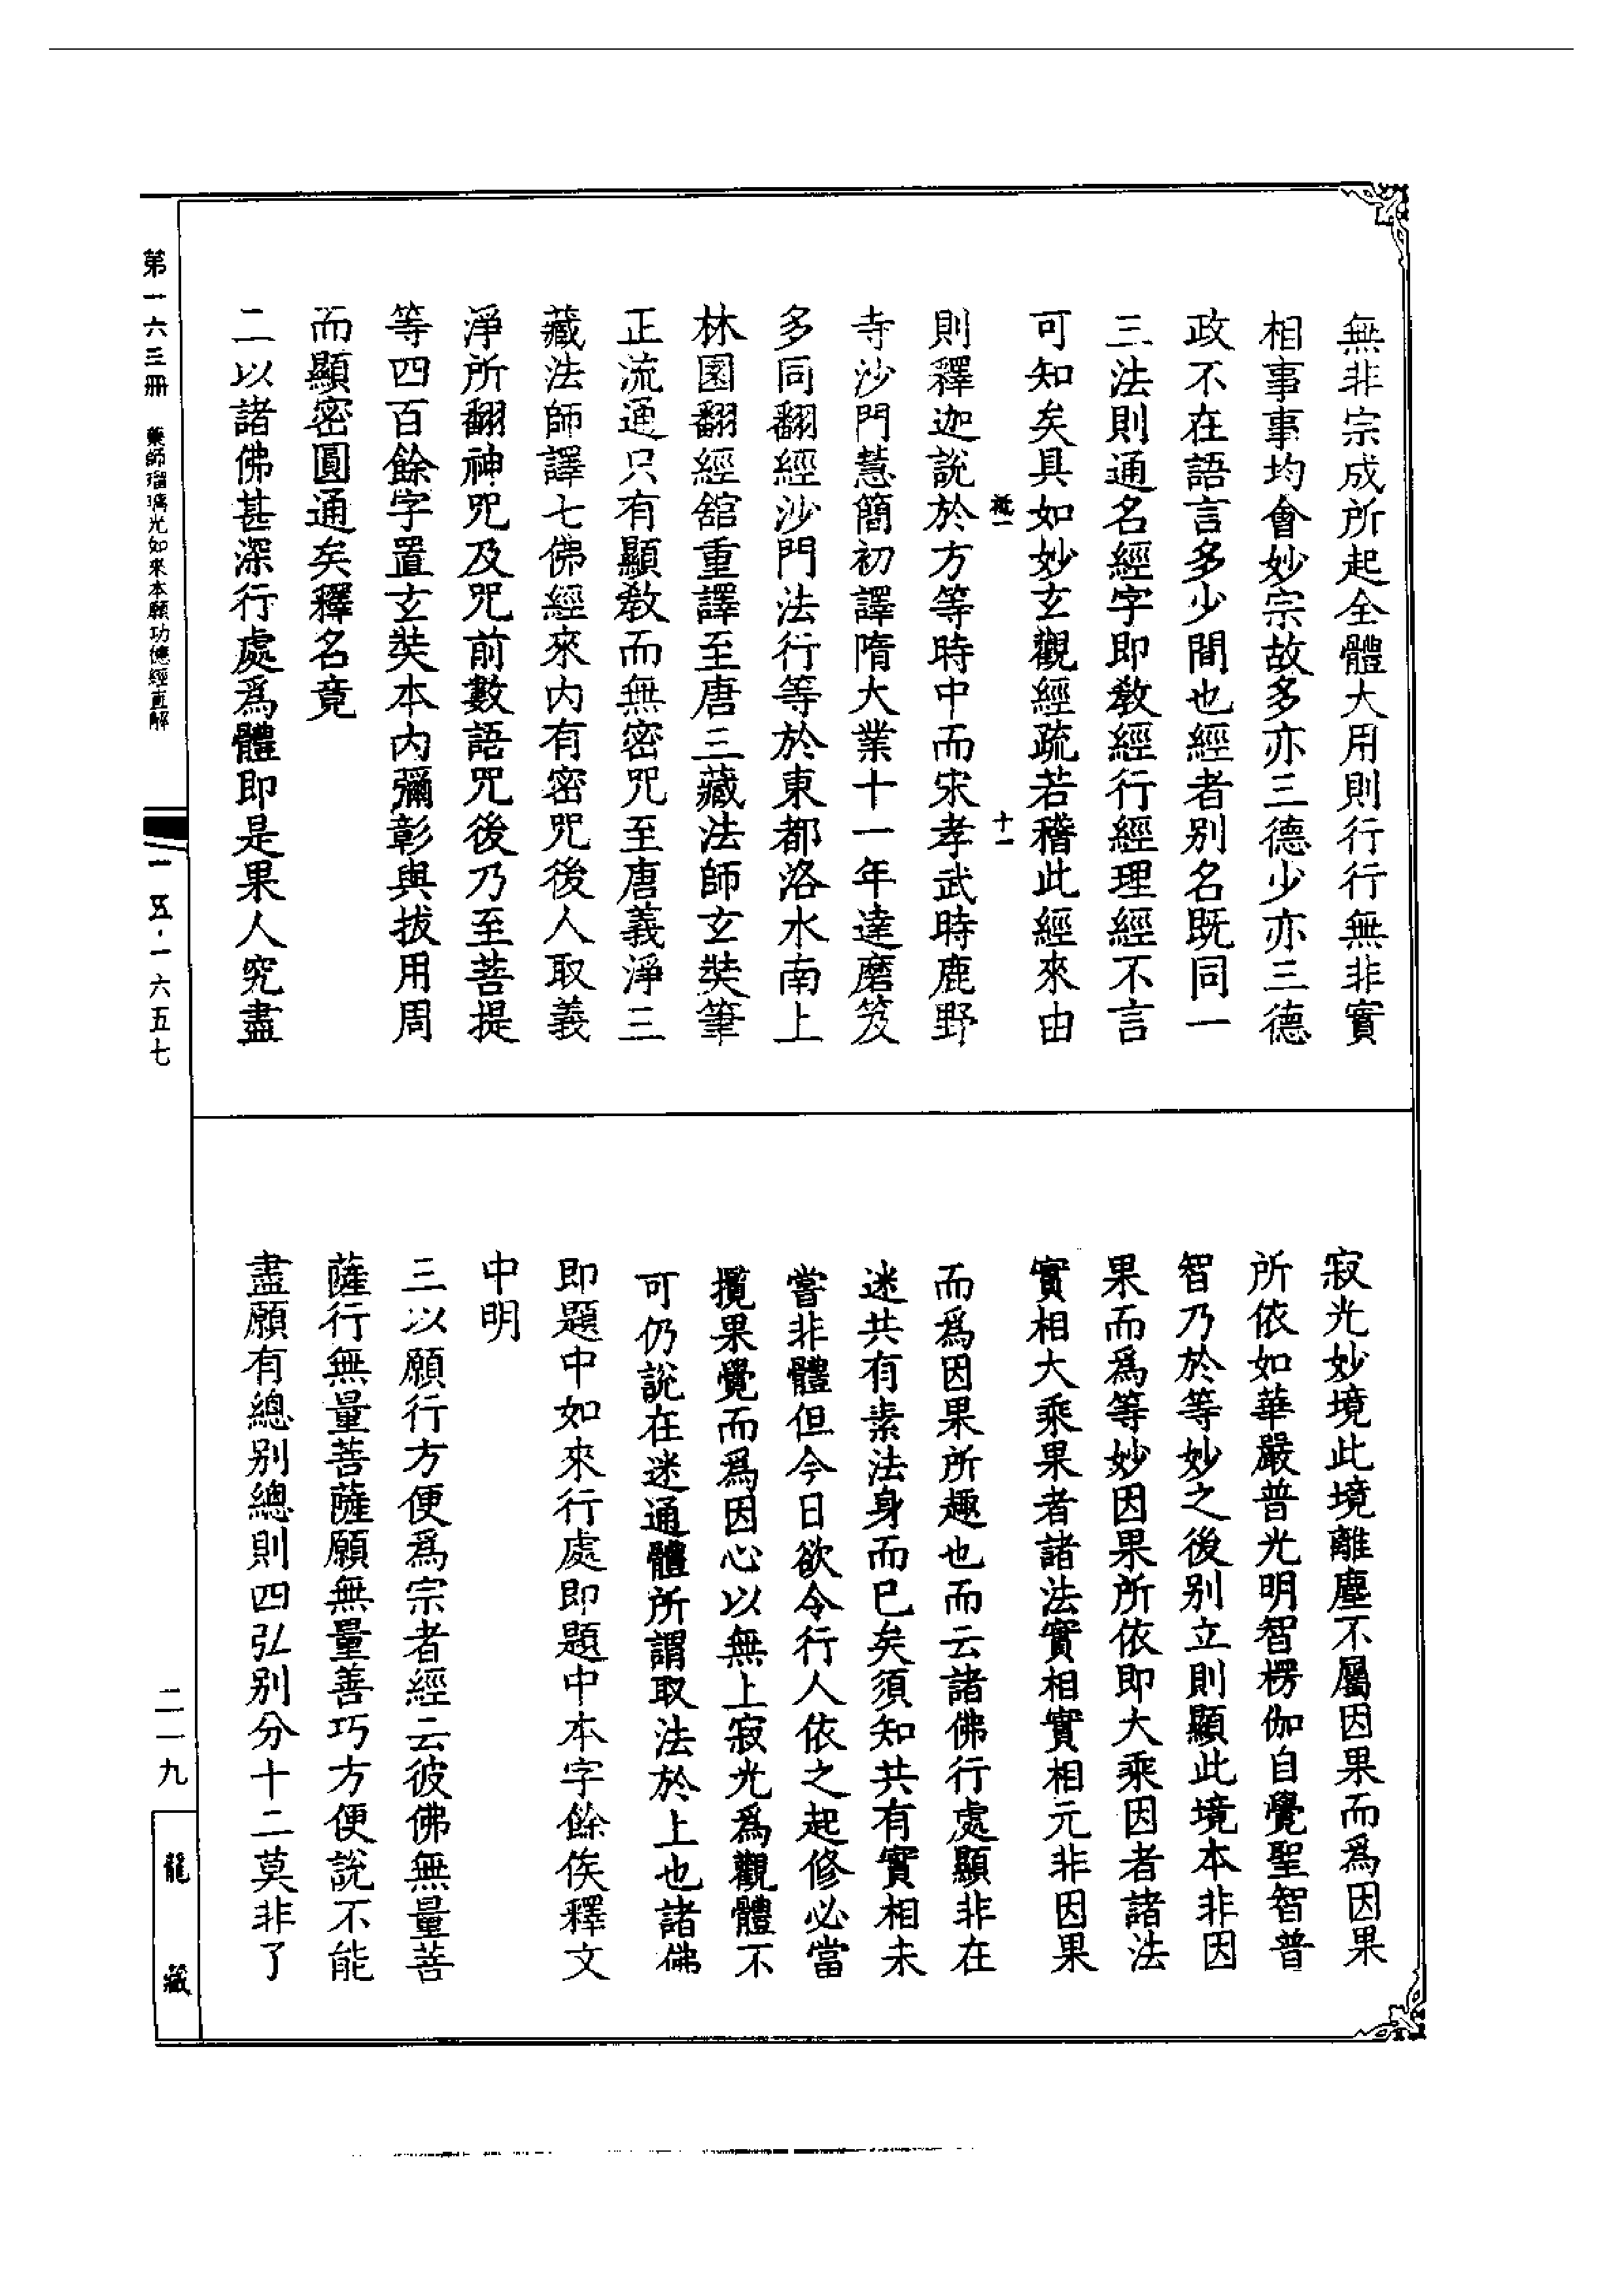 無非宗成所起全體大用則行行無非實
相事事均會妙宗故多亦三德少亦三德
政不在語言多少間也經者別名既同一
三法則通名經字即教經行經理經不言
可知矣具如妙玄觀經疏若稽此經來由
十一
則釋迦說於方等時中而宋孝武時鹿野
寺沙門慧簡初譯隋大業十一年達磨笈
多同翻經沙門法行等於東都洛水南上
林園翻經舘重譯至唐三藏法師玄奘筆
正流通只有顯教而無密咒至唐義淨三
藏法師譯七佛經來內有密咒後人取義
淨所翻神咒及咒前數語咒後乃至菩提
等四百餘字置玄奘本內彌彰與拔用周
而顯密圓通矣釋名竟
二以諸佛甚深行處為體即是果人究盡
寂光妙境此境離塵不屬因果而為因果
所依如華嚴普光明智楞伽自覺聖智普
智乃於等妙之後別立則顯此境本非因
果而為等妙因果所依即大乘因者諸法
實相大乘果者諸法實相實相元非因果
而為因果所趣也而云諸佛行處顯非在
迷共有素法身而已矣須知共有實相未
嘗非體但今日欲令行人依之起修必當
攬果覺而為因心以無上寂光為觀體不
可仍說在迷通體所謂取法於上也諸佛
即題中如來行處即題中本字餘俟釋文
中明
三以願行方便為宗者經云彼佛無量菩
薩行無量菩薩願無量善巧方便說不能
盡願有總別總則四弘別分十二莫非了
第一六三冊 藥師瑠璃光如來本願功德經直解
一五·一六五七
二一九
龍藏